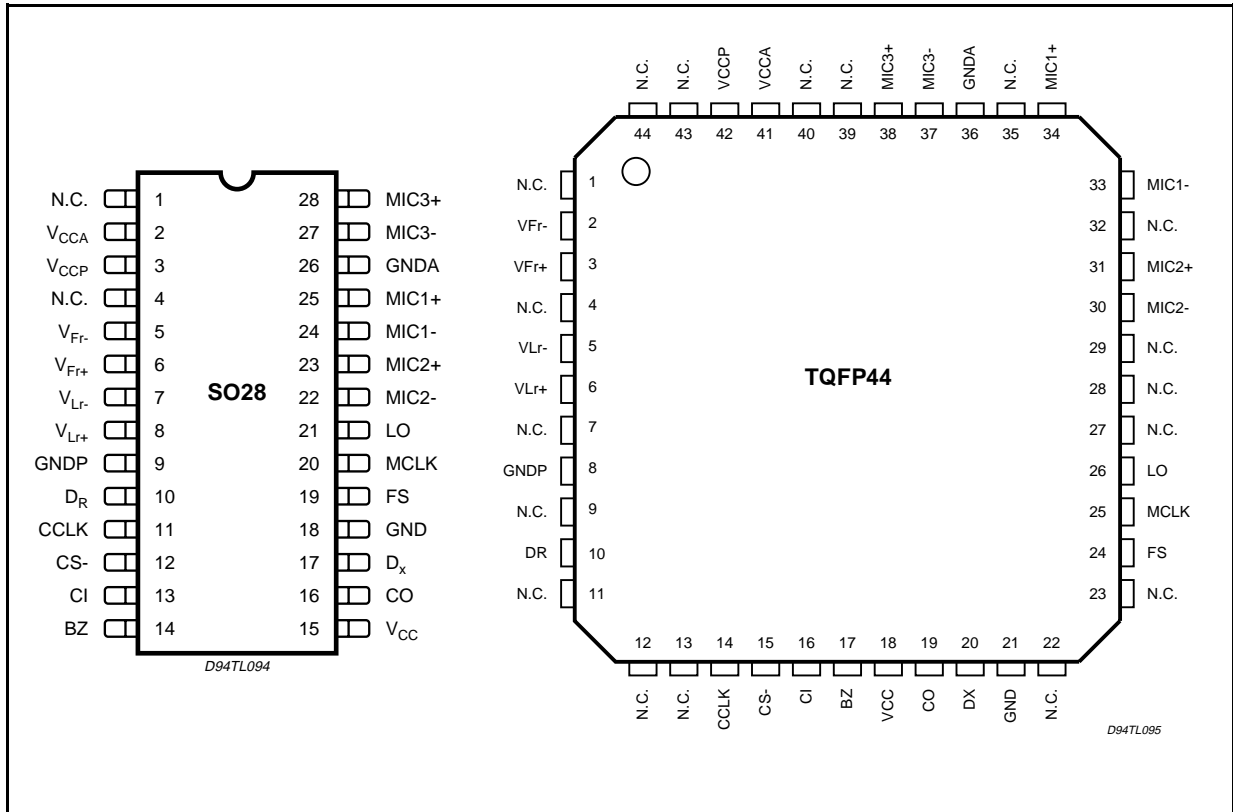 N.C. 1 28 MIC3+
VCCA 2 27 MIC3-
VCCP 3 26 GNDA
N.C. 4 25 MIC1+
VFr- 5 24 MIC1-
VFr+ 6 23 MIC2+
VLr- 7 22 MIC2-
VLr+ 8 21 LO
GNDP 9 20 MCLK
DR 10 19 FS
CCLK 11 18 GND
CS- 12 17 Dx
CI 13 16 CO
BZ 14 15 VCC
SO28
D94TL094
N.C. N.C. VCCP VCCA N.C. N.C. MIC3+ MIC3- GNDA N.C. MIC1+
44 43 42 41 40 39 38 37 36 35 34
N.C. 1 33 MIC1-
VFr- 2 32 N.C.
VFr+ 3 31 MIC2+
N.C. 4 30 MIC2-
VLr- 5 29 N.C.
VLr+ 6 28 N.C.
N.C. 7 27 N.C.
GNDP 8 26 LO
N.C. 9 25 MCLK
DR 10 24 FS
N.C. 11 23 N.C.
TQFP44
12 13 14 15 16 17 18 19 20 21 22
N.C. N.C. CCLK CS- CI BZ VCC CO DX GND N.C.
D94TL095